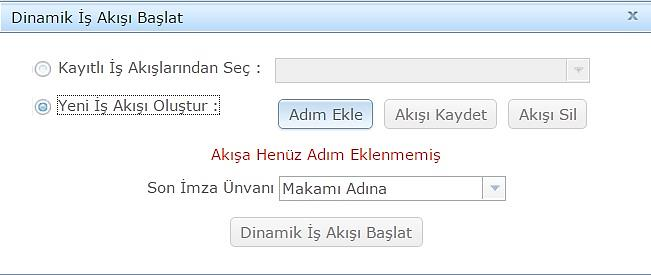 Dinamik İş Akışı Başlat
Kayıtlı İş Akışlarından Seç :
Yeni İş Akışı Oluştur : Adım Ekle Akışı Kaydet Akışı Sil
Akışa Henüz Adım Eklenmemiş
Son İmza Ünvanı Makamı Adına
Dinamik İş Akışı Başlat